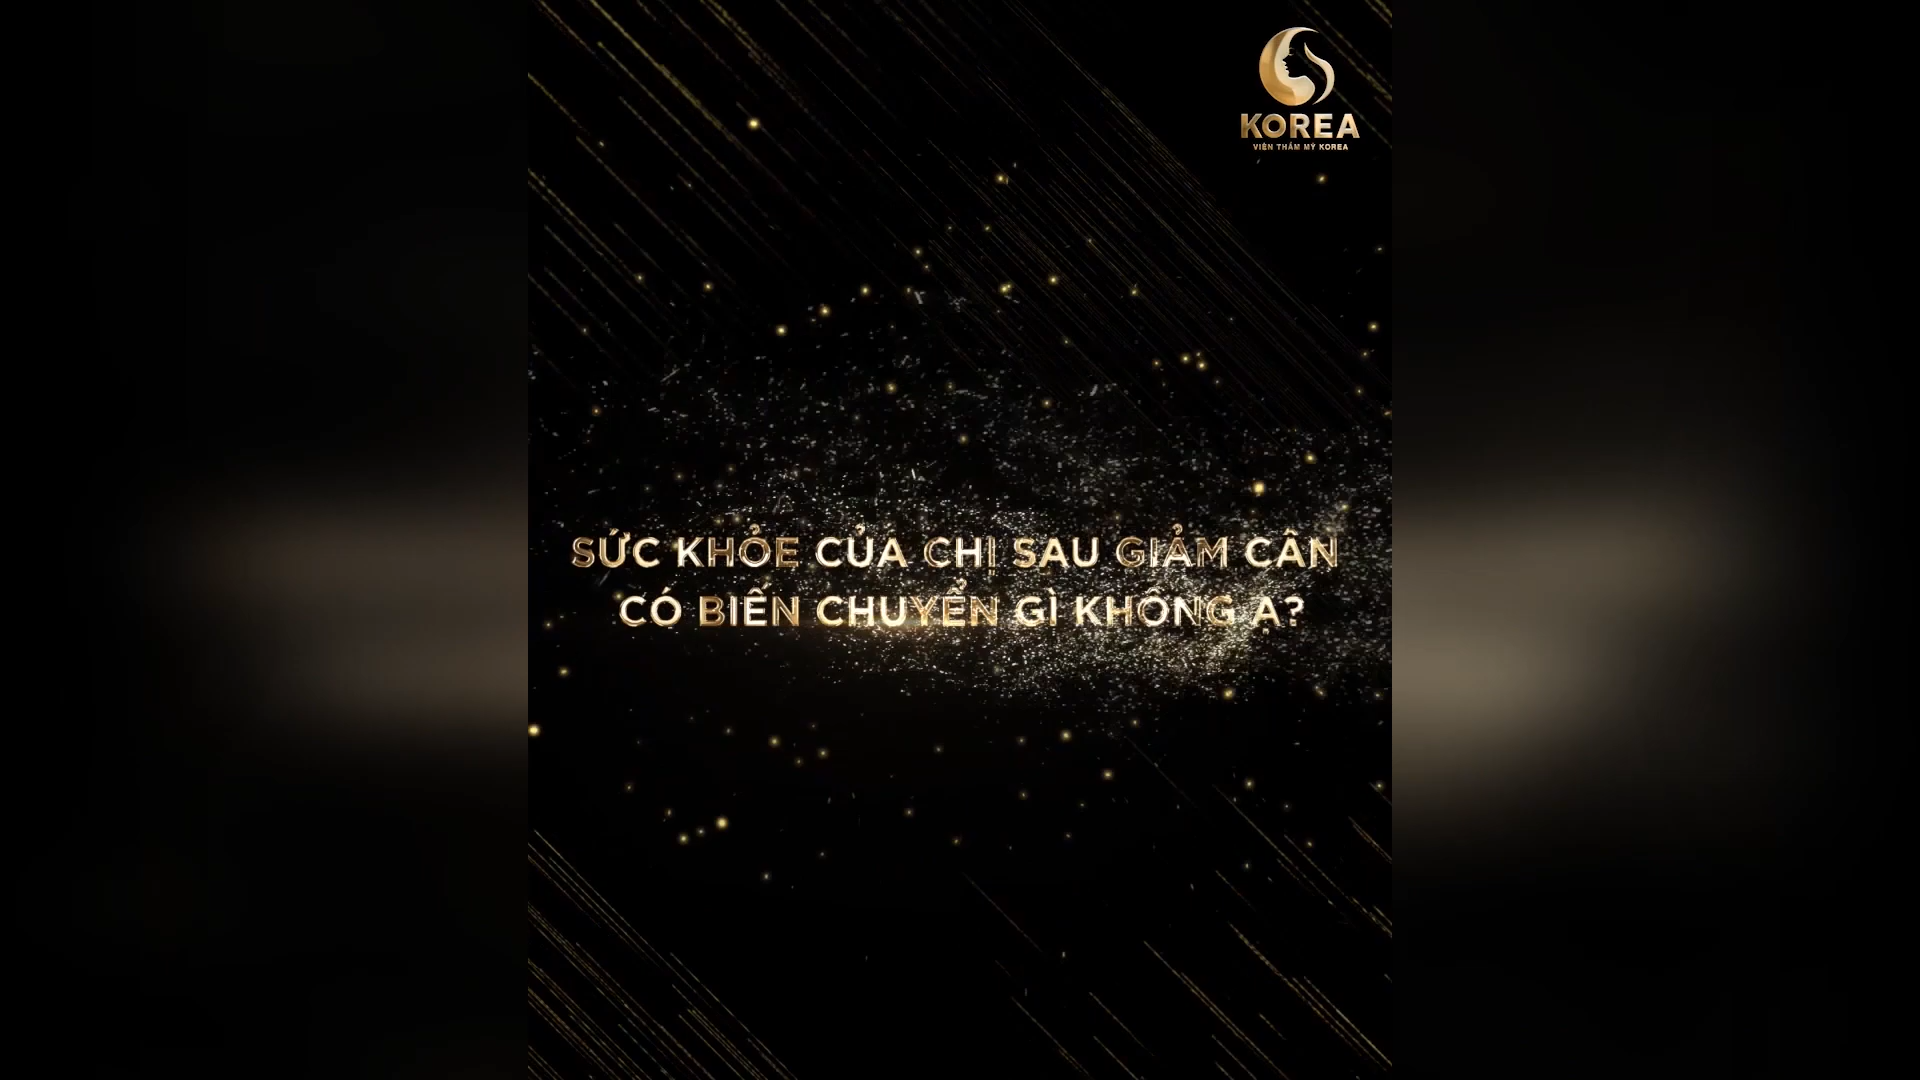 KOREA
VIỆN THẨM MỸ KOREA
SỨC KHỎE CỦA CHỊ SAU GIẢM CÂN
CÓ BIẾN CHUYỂN GÌ KHÔNG Ạ?